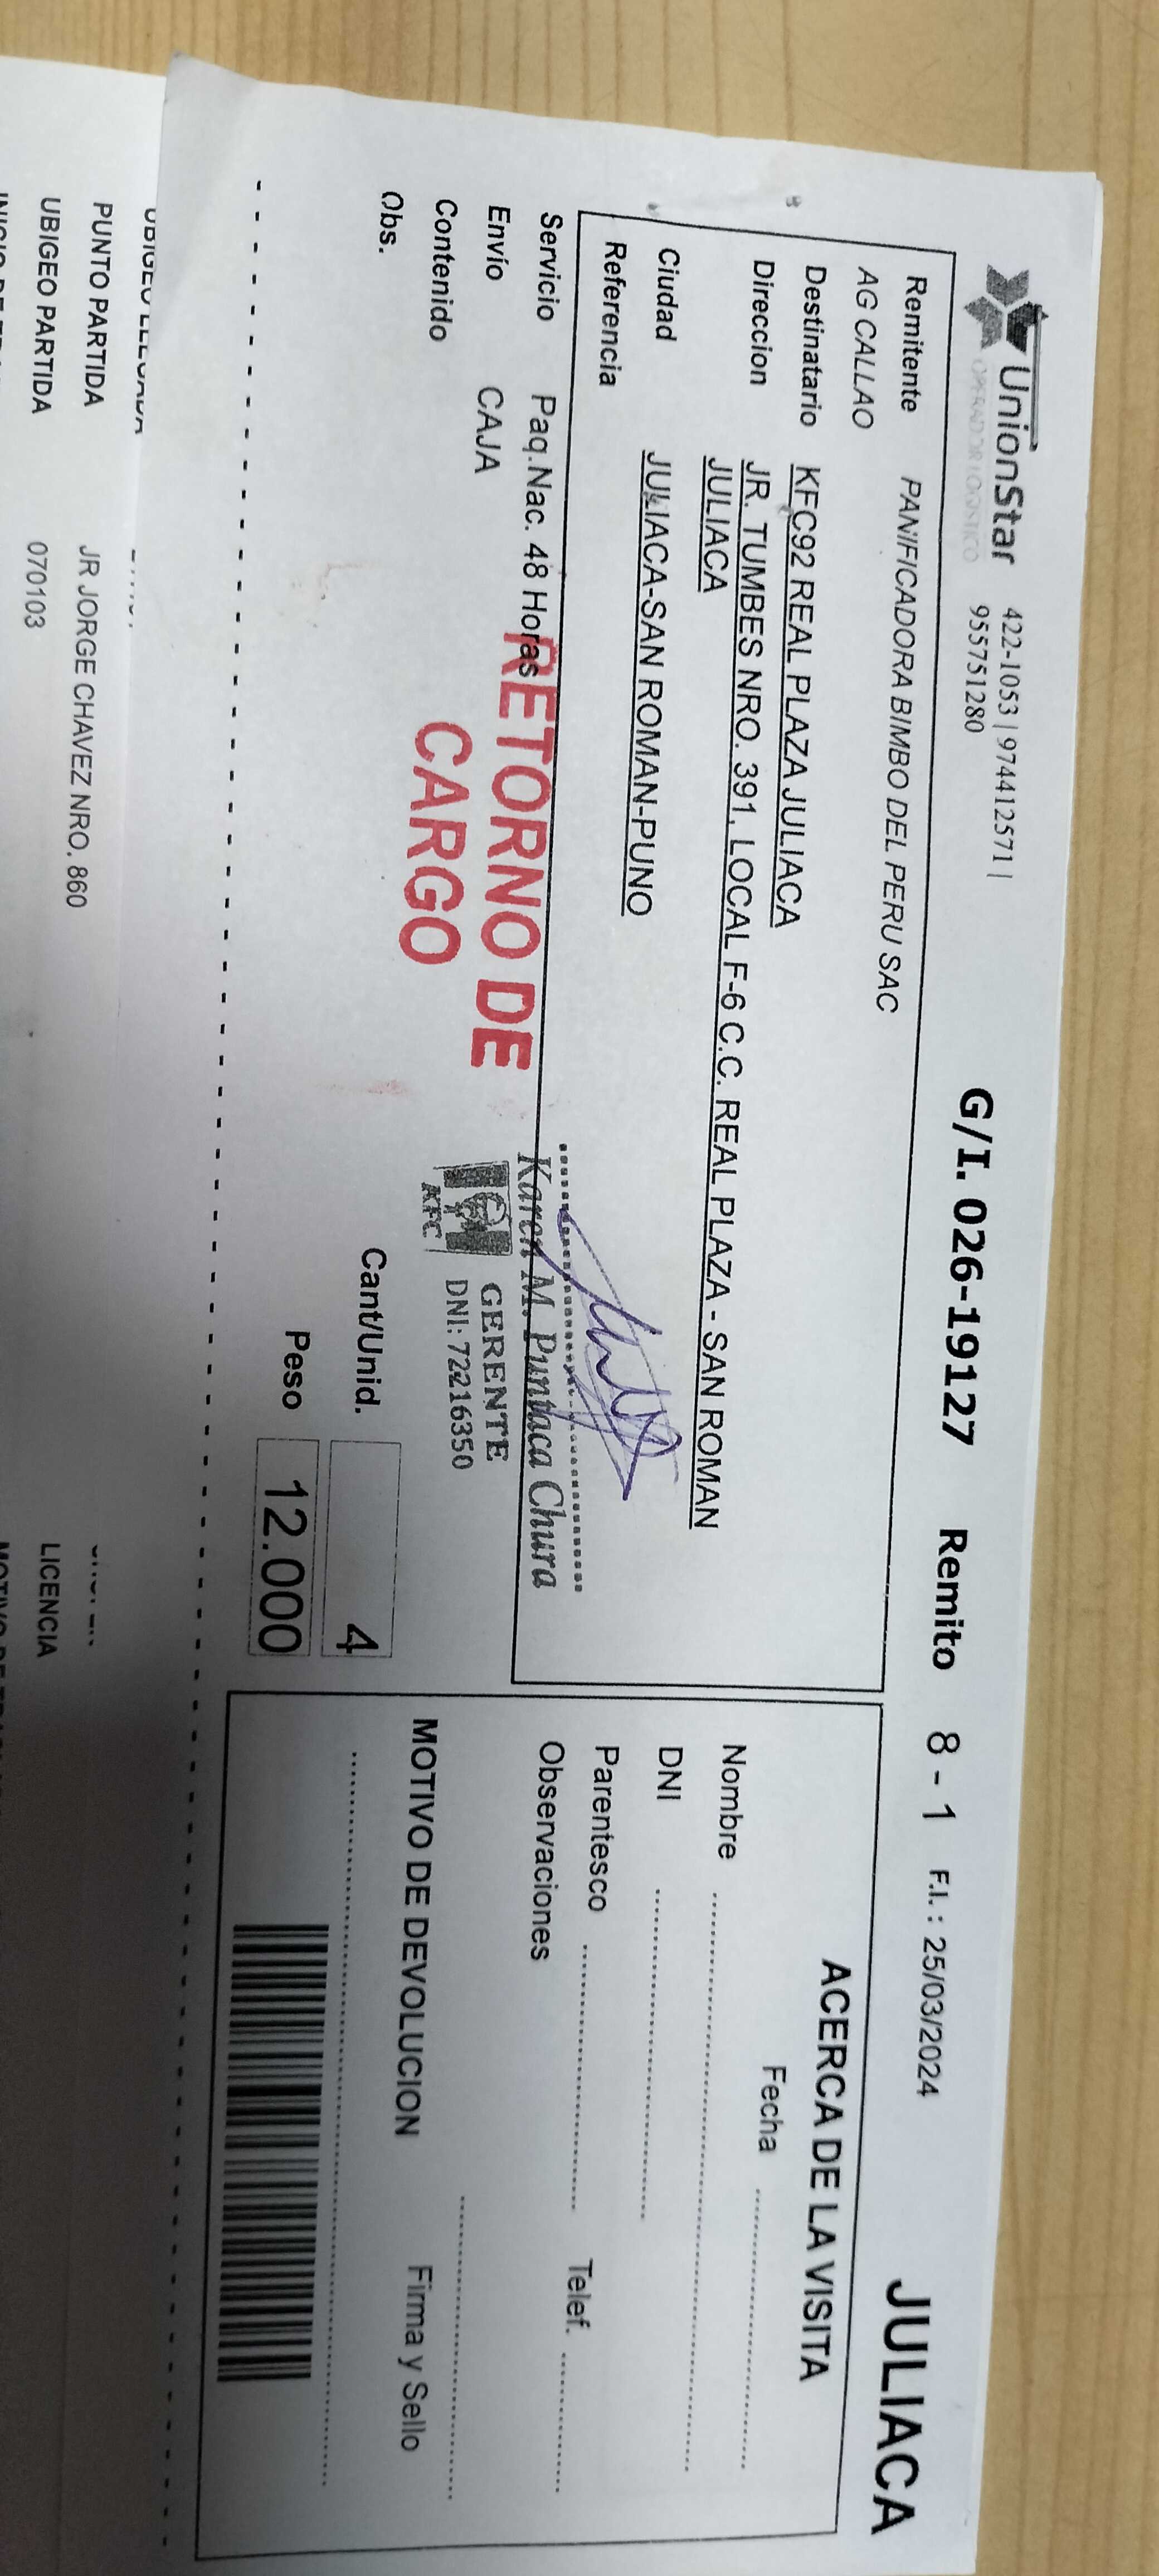 UnionStar
OPERADOR LOGISTICO
422-1053 | 974412571 |
955751280
G/I. 026-19127 Remito 8 - 1 F.I. : 25/03/2024 JULIACA
Remitente PANIFICADORA BIMBO DEL PERU SAC
AG CALLAO
Destinatario KFC92 REAL PLAZA JULIACA
Direccion JR. TUMBES NRO. 391. LOCAL F-6 C.C. REAL PLAZA - SAN ROMAN
JULIACA
Ciudad JULIACA-SAN ROMAN-PUNO
Referencia
Servicio Paq.Nac. 48 Horas
Envío CAJA
Contenido
Obs.
RETORNO DE
CARGO
Karen M. Puntaca Chura
GERENTE
DNI: 72216350
KFC
Cant/Unid. 4
Peso 12.000
ACERCA DE LA VISITA
Fecha
Nombre
DNI
Parentesco Telef.
Observaciones
MOTIVO DE DEVOLUCION Firma y Sello
PUNTO PARTIDA JR JORGE CHAVEZ NRO. 860
UBIGEO PARTIDA 070103 LICENCIA